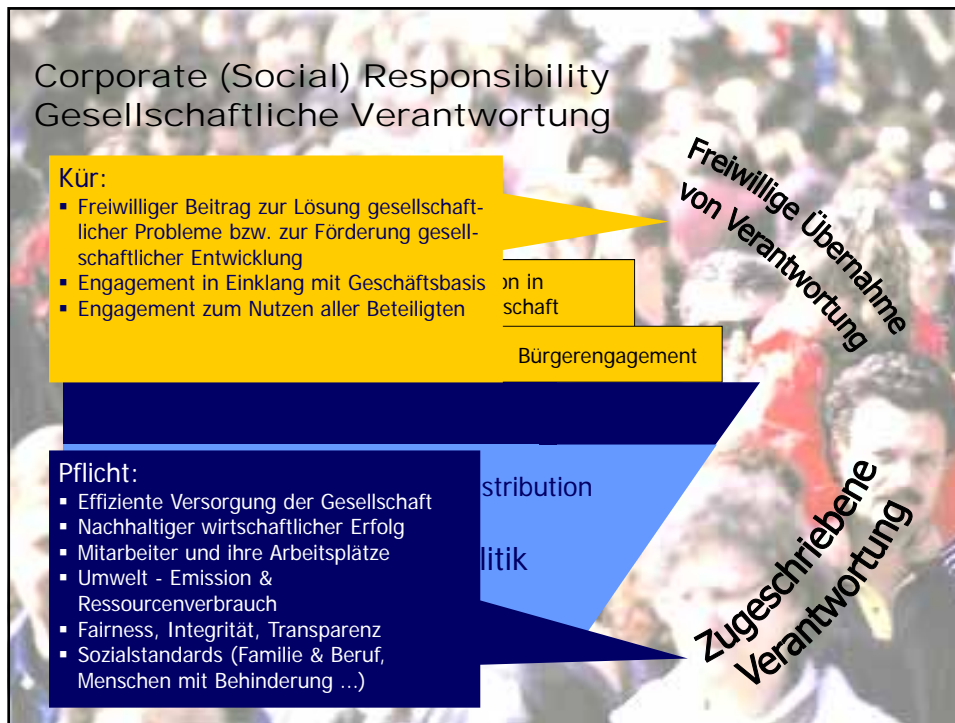 Corporate (Social) Responsibility
Gesellschaftliche Verantwortung
Kür:
▪ Freiwilliger Beitrag zur Lösung gesellschaft-
licher Probleme bzw. zur Förderung gesell-
schaftlicher Entwicklung
▪ Engagement in Einklang mit Geschäftsbasis
▪ Engagement zum Nutzen aller Beteiligten
on in
schaft
Bürgerengagement
Freiwillige Übernahme
von Verantwortung
Pflicht:
▪ Effiziente Versorgung der Gesellschaft
▪ Nachhaltiger wirtschaftlicher Erfolg
▪ Mitarbeiter und ihre Arbeitsplätze
▪ Umwelt - Emission &
Ressourcenverbrauch
▪ Fairness, Integrität, Transparenz
▪ Sozialstandards (Familie & Beruf,
Menschen mit Behinderung ...)
stribution
litik
Zugeschriebene
Verantwortung